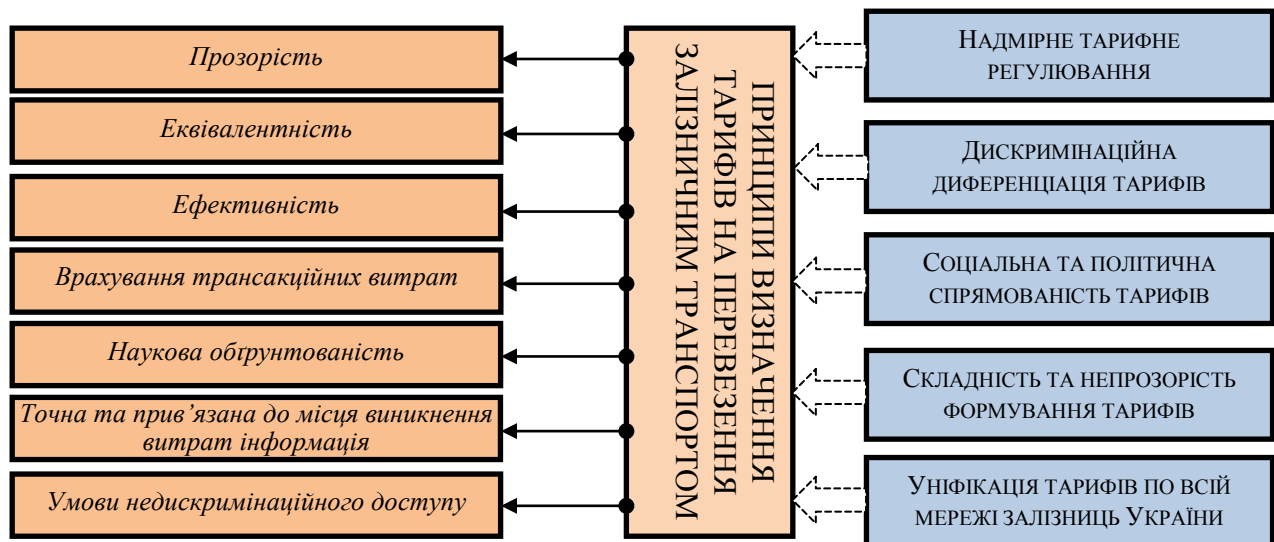 Прозорість
Еквівалентність
Ефективність
Врахування трансакційних витрат
Наукова обґрунтованість
Точна та прив’язана до місця виникнення
витрат інформація
Умови недискримінаційного доступу
ПРИНЦИПИ ВИЗНАЧЕННЯ
ТАРИФІВ НА ПЕРЕВЕЗЕННЯ
ЗАЛІЗНИЧНИМ ТРАНСПОРТОМ
НАДМІРНЕ ТАРИФНЕ
РЕГУЛЮВАННЯ
ДИСКРИМІНАЦІЙНА
ДИФЕРЕНЦІАЦІЯ ТАРИФІВ
СОЦІАЛЬНА ТА ПОЛІТИЧНА
СПРЯМОВАНІСТЬ ТАРИФІВ
СКЛАДНІСТЬ ТА НЕПРОЗОРІСТЬ
ФОРМУВАННЯ ТАРИФІВ
УНІФІКАЦІЯ ТАРИФІВ ПО ВСІЙ
МЕРЕЖІ ЗАЛІЗНИЦЬ УКРАЇНИ